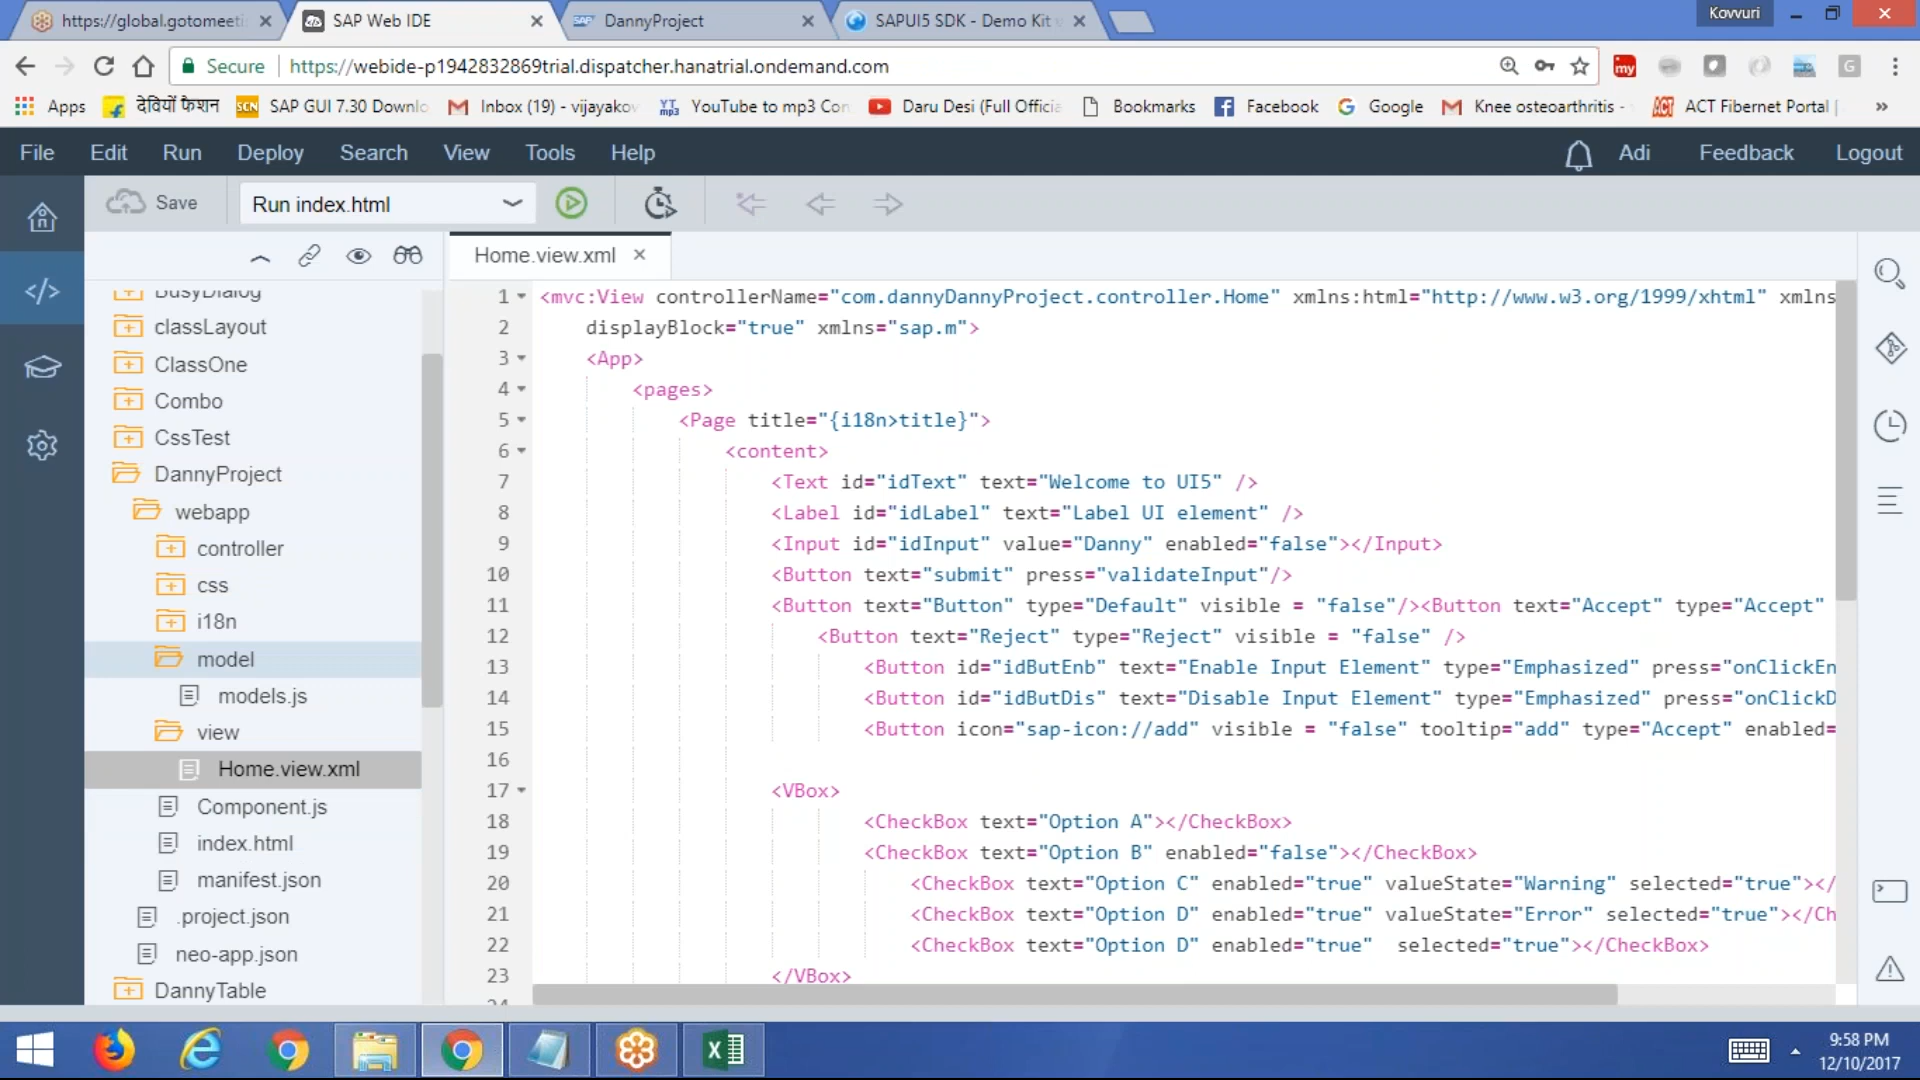 https://global.gotomeeti
SAP Web IDE
DannyProject
SAPUI5 SDK - Demo Kit
Kovvuri
Secure
https://webide-p1942832869trial.dispatcher.hanatrial.ondemand.com
Apps
देवियों फैशन
SAP GUI 7.30 Downlo
Inbox (19) - vijayakov
YouTube to mp3 Con
Daru Desi (Full Officia
Bookmarks
Facebook
Google
Knee osteoarthritis -
ACT Fibernet Portal |
File
Edit
Run
Deploy
Search
View
Tools
Help
Adi
Feedback
Logout
Save
Run index.html
Home.view.xml
BusyDialog
classLayout
ClassOne
Combo
CssTest
DannyProject
webapp
controller
css
i18n
model
models.js
view
Home.view.xml
Component.js
index.html
manifest.json
.project.json
neo-app.json
DannyTable
1 <mvc:View controllerName="com.dannyDannyProject.controller.Home" xmlns:html="http://www.w3.org/1999/xhtml" xmlns
2 displayBlock="true" xmlns="sap.m">
3 <App>
4 <pages>
5 <Page title="{i18n>title}">
6 <content>
7 <Text id="idText" text="Welcome to UI5" />
8 <Label id="idLabel" text="Label UI element" />
9 <Input id="idInput" value="Danny" enabled="false"></Input>
10 <Button text="submit" press="validateInput"/>
11 <Button text="Button" type="Default" visible = "false"/><Button text="Accept" type="Accept"
12 <Button text="Reject" type="Reject" visible = "false" />
13 <Button id="idButEnb" text="Enable Input Element" type="Emphasized" press="onClickEn
14 <Button id="idButDis" text="Disable Input Element" type="Emphasized" press="onClickD
15 <Button icon="sap-icon://add" visible = "false" tooltip="add" type="Accept" enabled=
16
17 <VBox>
18 <CheckBox text="Option A"></CheckBox>
19 <CheckBox text="Option B" enabled="false"></CheckBox>
20 <CheckBox text="Option C" enabled="true" valueState="Warning" selected="true"></
21 <CheckBox text="Option D" enabled="true" valueState="Error" selected="true"></Ch
22 <CheckBox text="Option D" enabled="true" selected="true"></CheckBox>
23 </VBox>
9:58 PM
12/10/2017